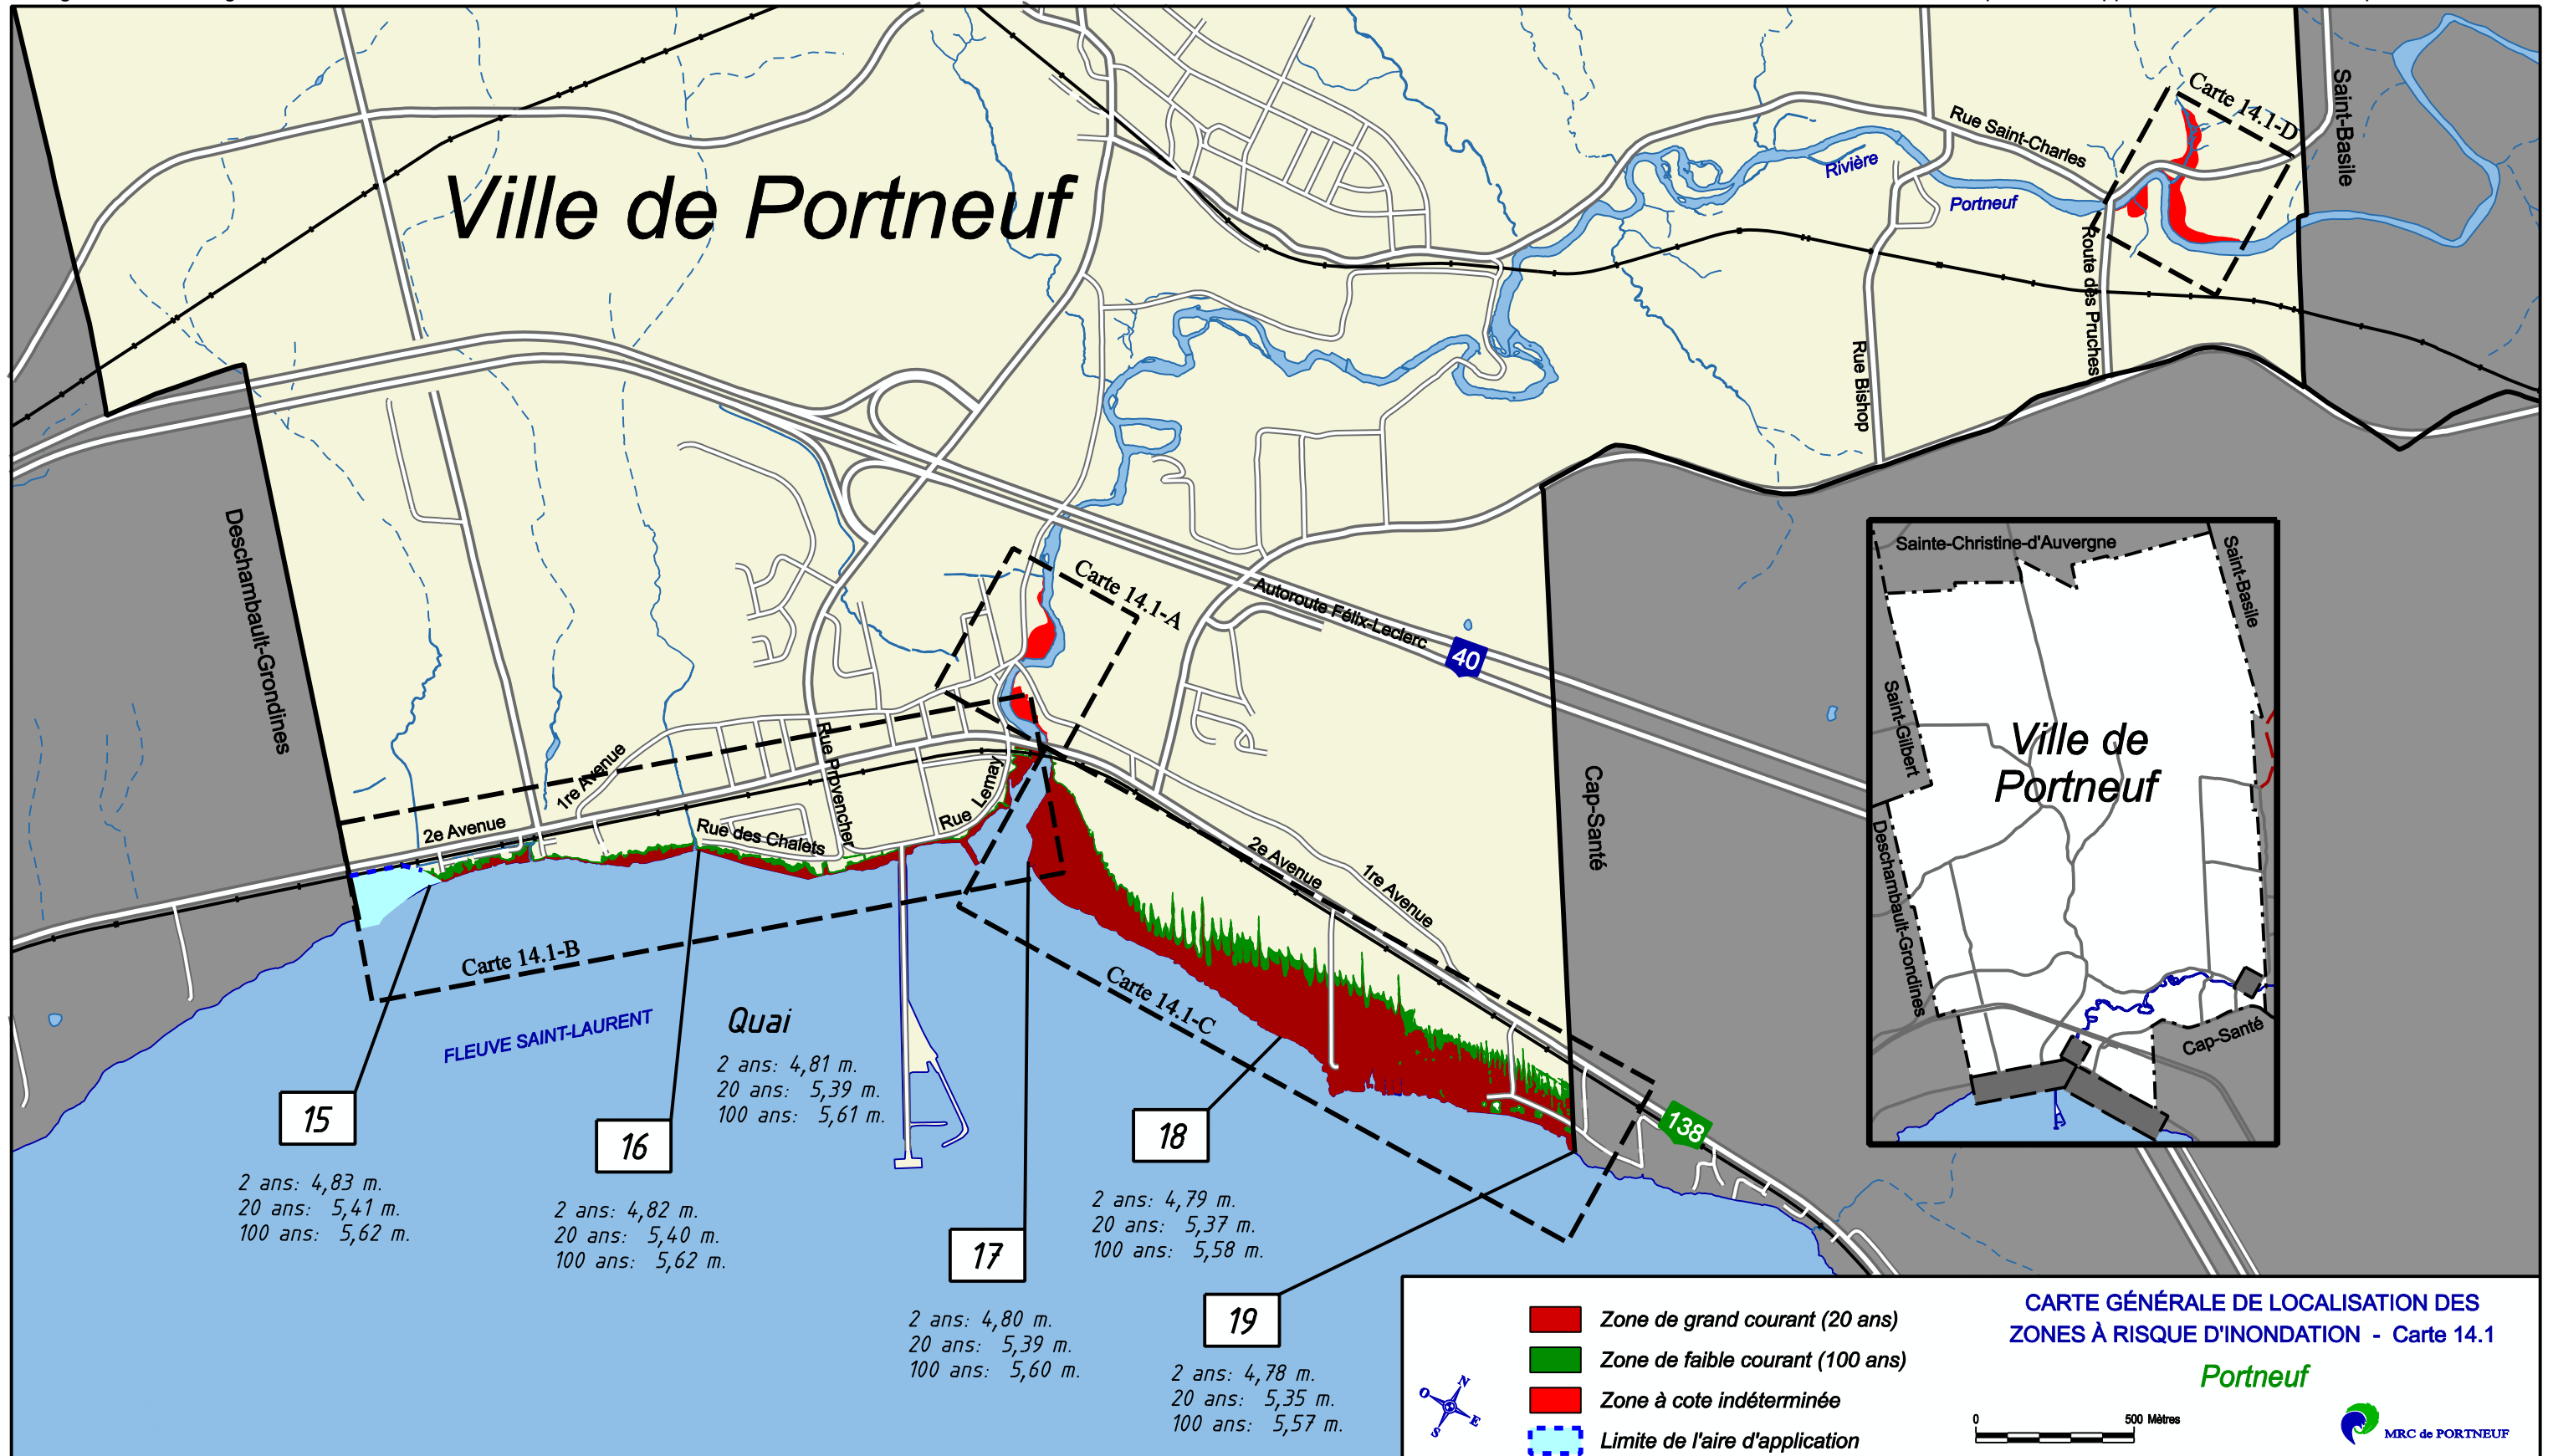 Ville de Portneuf
Rue Saint-Charles
Carte 14.1-D
Saint-Basile
Rivière
Portneuf
Route des Pruches
Rue Bishop
Deschambault-Grondines
Carte 14.1-A
Autoroute Félix-Leclerc
40
Cap-Santé
1re Avenue
2e Avenue
Rue Provencher
Rue des Chalets
Rue Lemay
2e Avenue
1re Avenue
Carte 14.1-B
Carte 14.1-C
FLEUVE SAINT-LAURENT
Quai
2 ans: 4,81 m.
20 ans: 5,39 m.
100 ans: 5,61 m.
15
2 ans: 4,83 m.
20 ans: 5,41 m.
100 ans: 5,62 m.
16
2 ans: 4,82 m.
20 ans: 5,40 m.
100 ans: 5,62 m.
17
2 ans: 4,80 m.
20 ans: 5,39 m.
100 ans: 5,60 m.
18
2 ans: 4,79 m.
20 ans: 5,37 m.
100 ans: 5,58 m.
19
2 ans: 4,78 m.
20 ans: 5,35 m.
100 ans: 5,57 m.
138
Sainte-Christine-d'Auvergne
Saint-Basile
Saint-Gilbert
Ville de
Portneuf
Deschambault-Grondines
Cap-Santé
Zone de grand courant (20 ans)
Zone de faible courant (100 ans)
Zone à cote indéterminée
Limite de l'aire d'application
N
O
E
S
CARTE GÉNÉRALE DE LOCALISATION DES
ZONES À RISQUE D'INONDATION - Carte 14.1
Portneuf
0
500 Mètres
MRC de PORTNEUF